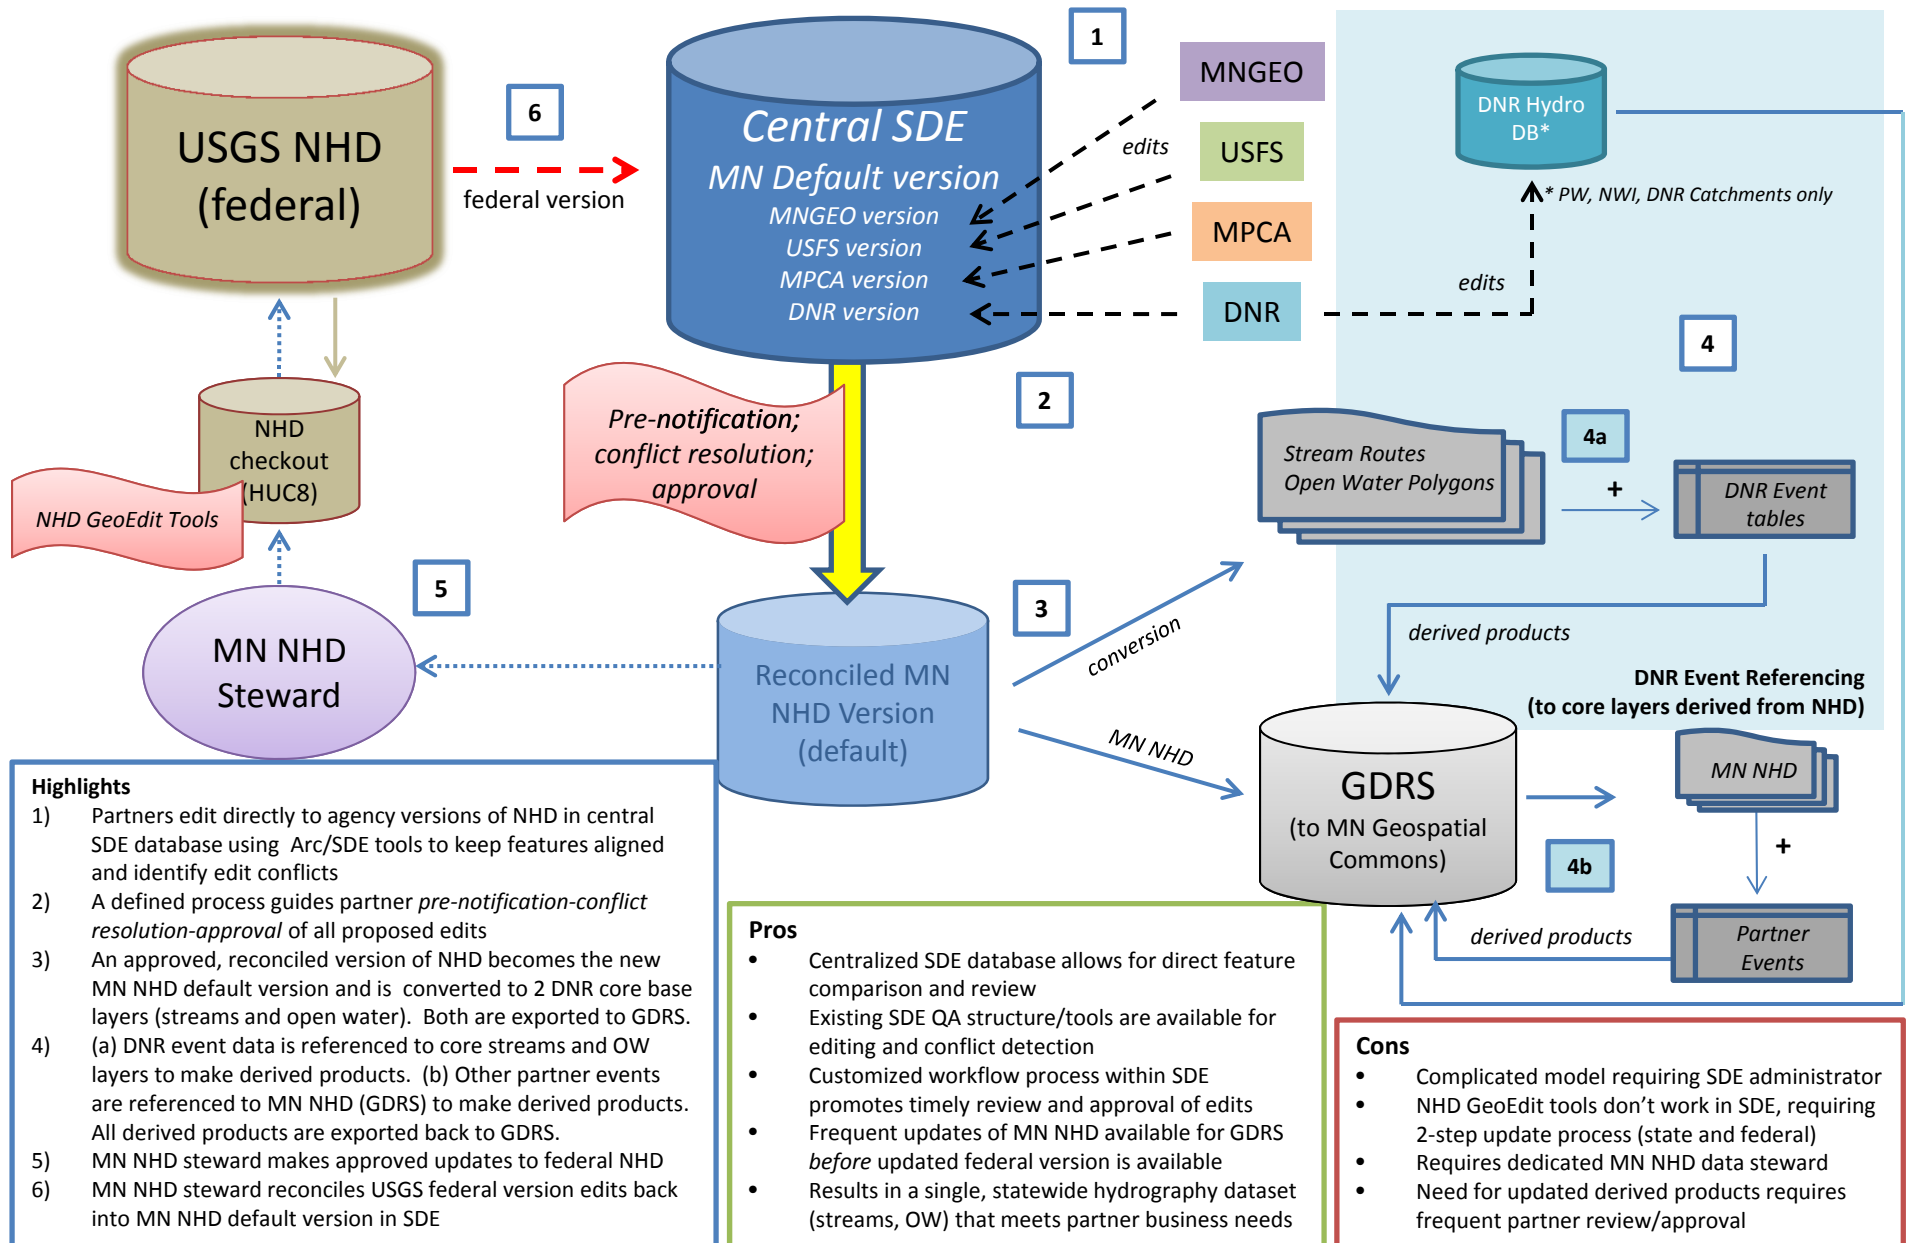 USGS NHD
(federal)
6
federal version
Central SDE
MN Default version
MNGEO version
USFS version
MPCA version
DNR version
1
edits
MNGEO
USFS
MPCA
DNR
DNR Hydro
DB*
* PW, NWI, DNR Catchments only
edits
4
2
Pre-notification;
conflict resolution;
approval
NHD
checkout
(HUC8)
NHD GeoEdit Tools
Stream Routes
Open Water Polygons
4a
+
DNR Event
tables
5
MN NHD
Steward
Reconciled MN
NHD Version
(default)
3
conversion
MN NHD
derived products
DNR Event Referencing
(to core layers derived from NHD)
GDRS
(to MN Geospatial
Commons)
MN NHD
4b
+
derived products
Partner
Events
Highlights
1) Partners edit directly to agency versions of NHD in central
SDE database using Arc/SDE tools to keep features aligned
and identify edit conflicts
2) A defined process guides partner pre-notification-conflict
resolution-approval of all proposed edits
3) An approved, reconciled version of NHD becomes the new
MN NHD default version and is converted to 2 DNR core base
layers (streams and open water). Both are exported to GDRS.
4) (a) DNR event data is referenced to core streams and OW
layers to make derived products. (b) Other partner events
are referenced to MN NHD (GDRS) to make derived products.
All derived products are exported back to GDRS.
5) MN NHD steward makes approved updates to federal NHD
6) MN NHD steward reconciles USGS federal version edits back
into MN NHD default version in SDE
Pros
• Centralized SDE database allows for direct feature
comparison and review
• Existing SDE QA structure/tools are available for
editing and conflict detection
• Customized workflow process within SDE
promotes timely review and approval of edits
• Frequent updates of MN NHD available for GDRS
before updated federal version is available
• Results in a single, statewide hydrography dataset
(streams, OW) that meets partner business needs
Cons
• Complicated model requiring SDE administrator
• NHD GeoEdit tools don't work in SDE, requiring
2-step update process (state and federal)
• Requires dedicated MN NHD data steward
• Need for updated derived products requires
frequent partner review/approval